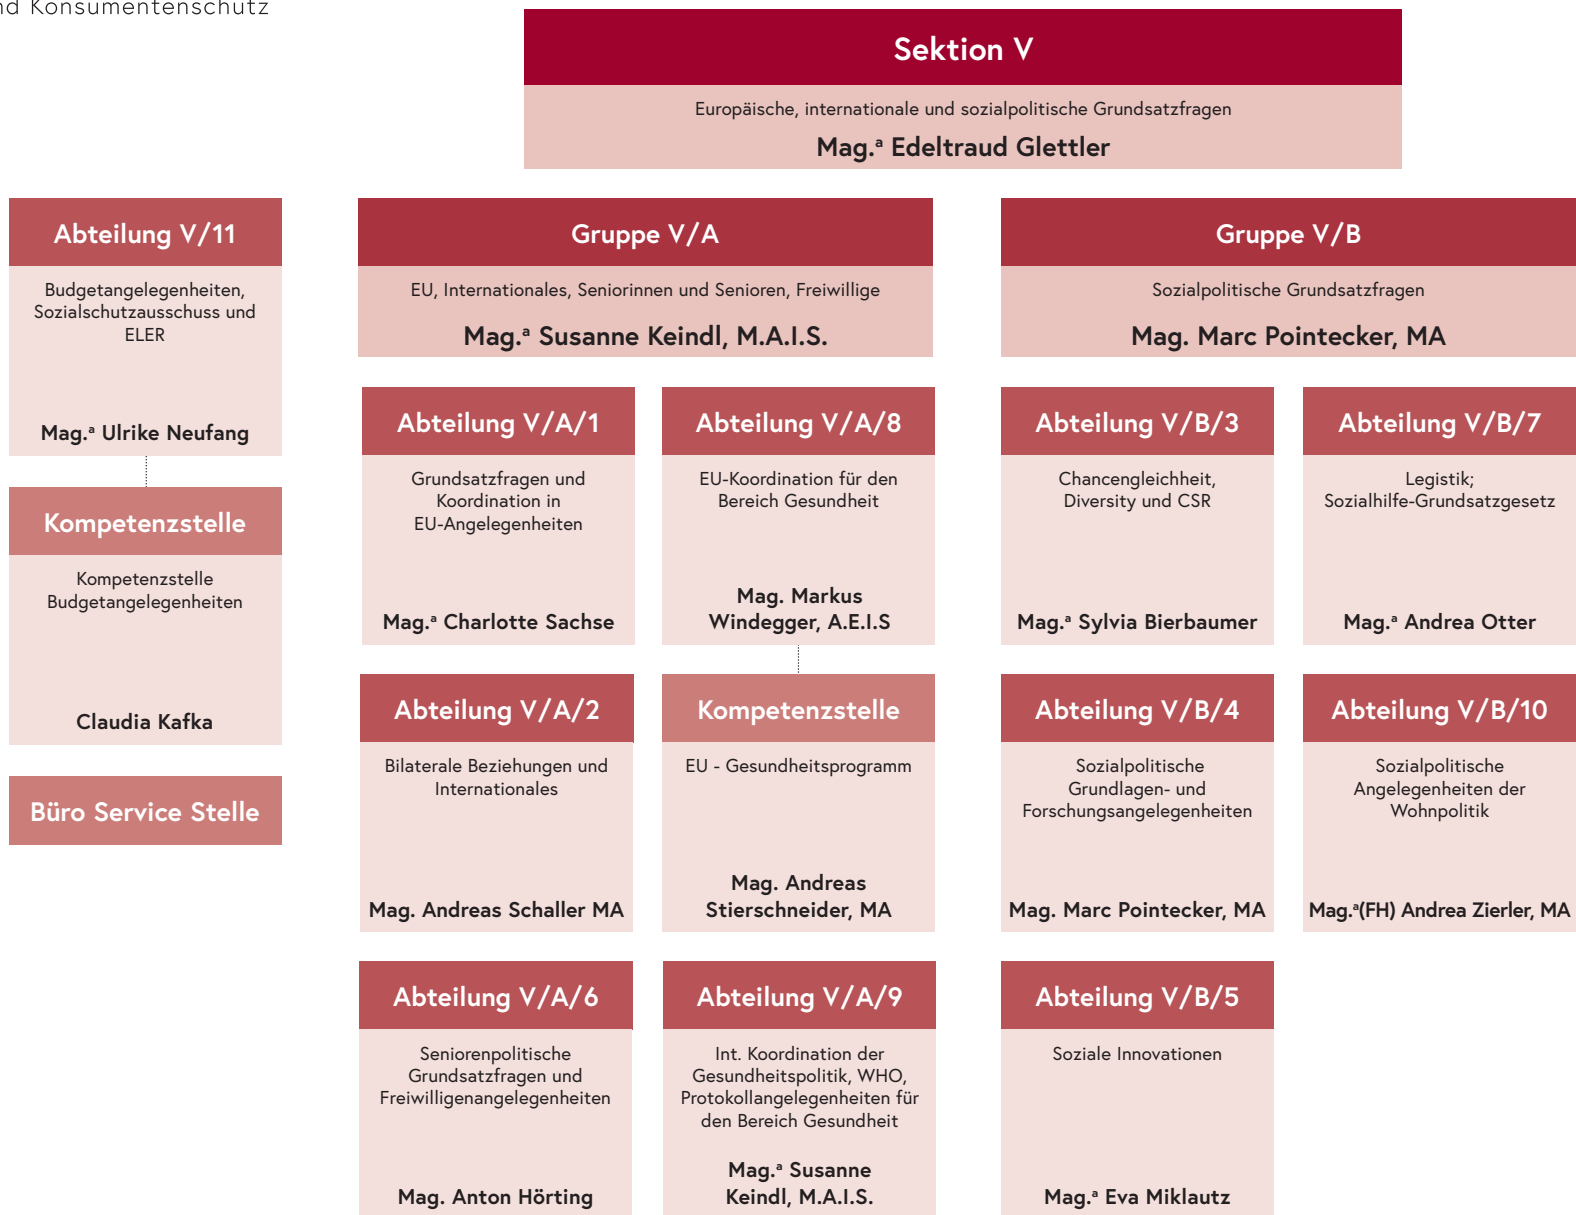 nd Konsumentenschutz
Sektion V
Europäische, internationale und sozialpolitische Grundsatzfragen
Mag.ᵃ Edeltraud Glettler
Abteilung V/11
Budgetangelegenheiten,
Sozialschutzausschuss und
ELER
Mag.ᵃ Ulrike Neufang
Kompetenzstelle
Kompetenzstelle
Budgetangelegenheiten
Claudia Kafka
Büro Service Stelle
Gruppe V/A
EU, Internationales, Seniorinnen und Senioren, Freiwillige
Mag.ᵃ Susanne Keindl, M.A.I.S.
Abteilung V/A/1
Grundsatzfragen und
Koordination in
EU-Angelegenheiten
Mag.ᵃ Charlotte Sachse
Abteilung V/A/8
EU-Koordination für den
Bereich Gesundheit
Mag. Markus
Windegger, A.E.I.S
Abteilung V/A/2
Bilaterale Beziehungen und
Internationales
Mag. Andreas Schaller MA
Kompetenzstelle
EU - Gesundheitsprogramm
Mag. Andreas
Stierschneider, MA
Abteilung V/A/6
Seniorenpolitische
Grundsatzfragen und
Freiwilligenangelegenheiten
Mag. Anton Hörting
Abteilung V/A/9
Int. Koordination der
Gesundheitspolitik, WHO,
Protokollangelegenheiten für
den Bereich Gesundheit
Mag.ᵃ Susanne
Keindl, M.A.I.S.
Gruppe V/B
Sozialpolitische Grundsatzfragen
Mag. Marc Pointecker, MA
Abteilung V/B/3
Chancengleichheit,
Diversity und CSR
Mag.ᵃ Sylvia Bierbaumer
Abteilung V/B/7
Legistik;
Sozialhilfe-Grundsatzgesetz
Mag.ᵃ Andrea Otter
Abteilung V/B/4
Sozialpolitische
Grundlagen- und
Forschungsangelegenheiten
Mag. Marc Pointecker, MA
Abteilung V/B/10
Sozialpolitische
Angelegenheiten der
Wohnpolitik
Mag.ᵃ(FH) Andrea Zierler, MA
Abteilung V/B/5
Soziale Innovationen
Mag.ᵃ Eva Miklautz